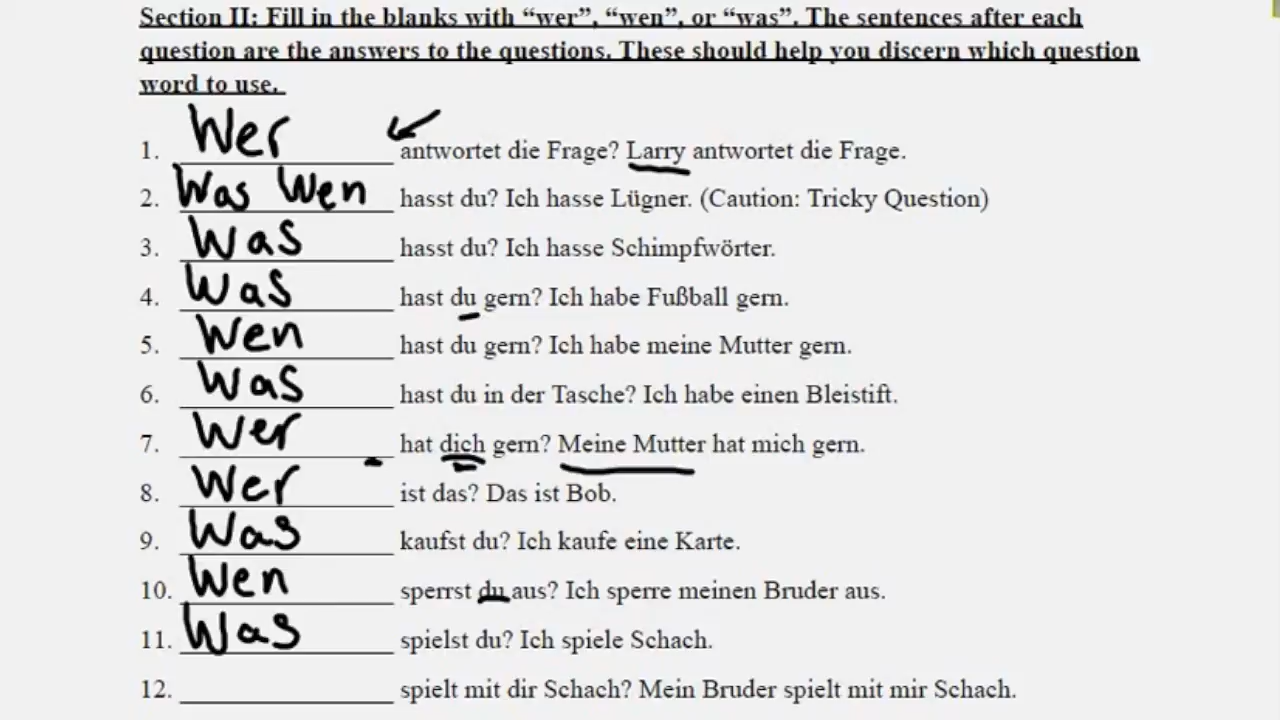 Section II: Fill in the blanks with “wer”, “wen”, or “was”. The sentences after each
question are the answers to the questions. These should help you discern which question
word to use.
1. Wer antwortet die Frage? Larry antwortet die Frage.
2. Was Wen hasst du? Ich hasse Lügner. (Caution: Tricky Question)
3. Was hasst du? Ich hasse Schimpfwörter.
4. Was hast du gern? Ich habe Fußball gern.
5. Wen hast du gern? Ich habe meine Mutter gern.
6. Was hast du in der Tasche? Ich habe einen Bleistift.
7. Wer hat dich gern? Meine Mutter hat mich gern.
8. Wer ist das? Das ist Bob.
9. Was kaufst du? Ich kaufe eine Karte.
10. Wen sperrst du aus? Ich sperre meinen Bruder aus.
11. Was spielst du? Ich spiele Schach.
12. ____________ spielt mit dir Schach? Mein Bruder spielt mit mir Schach.